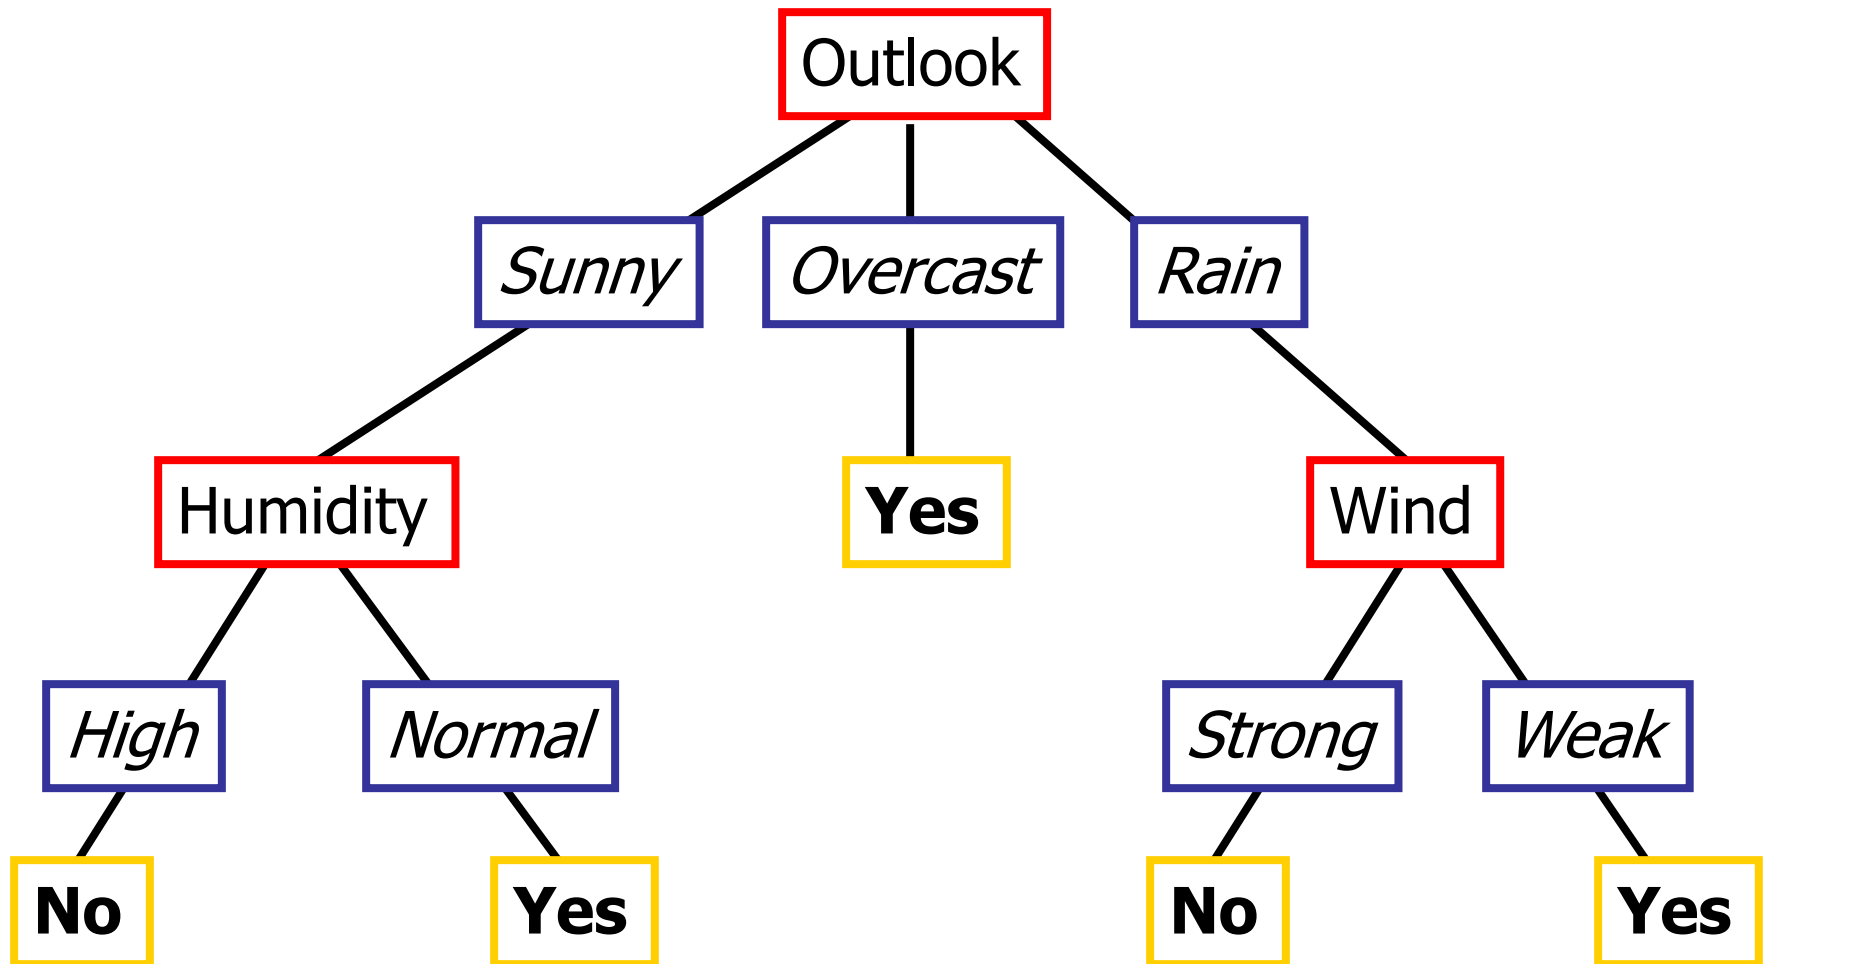 Outlook
Sunny Overcast Rain
Humidity Yes Wind
High Normal Strong Weak
No Yes No Yes